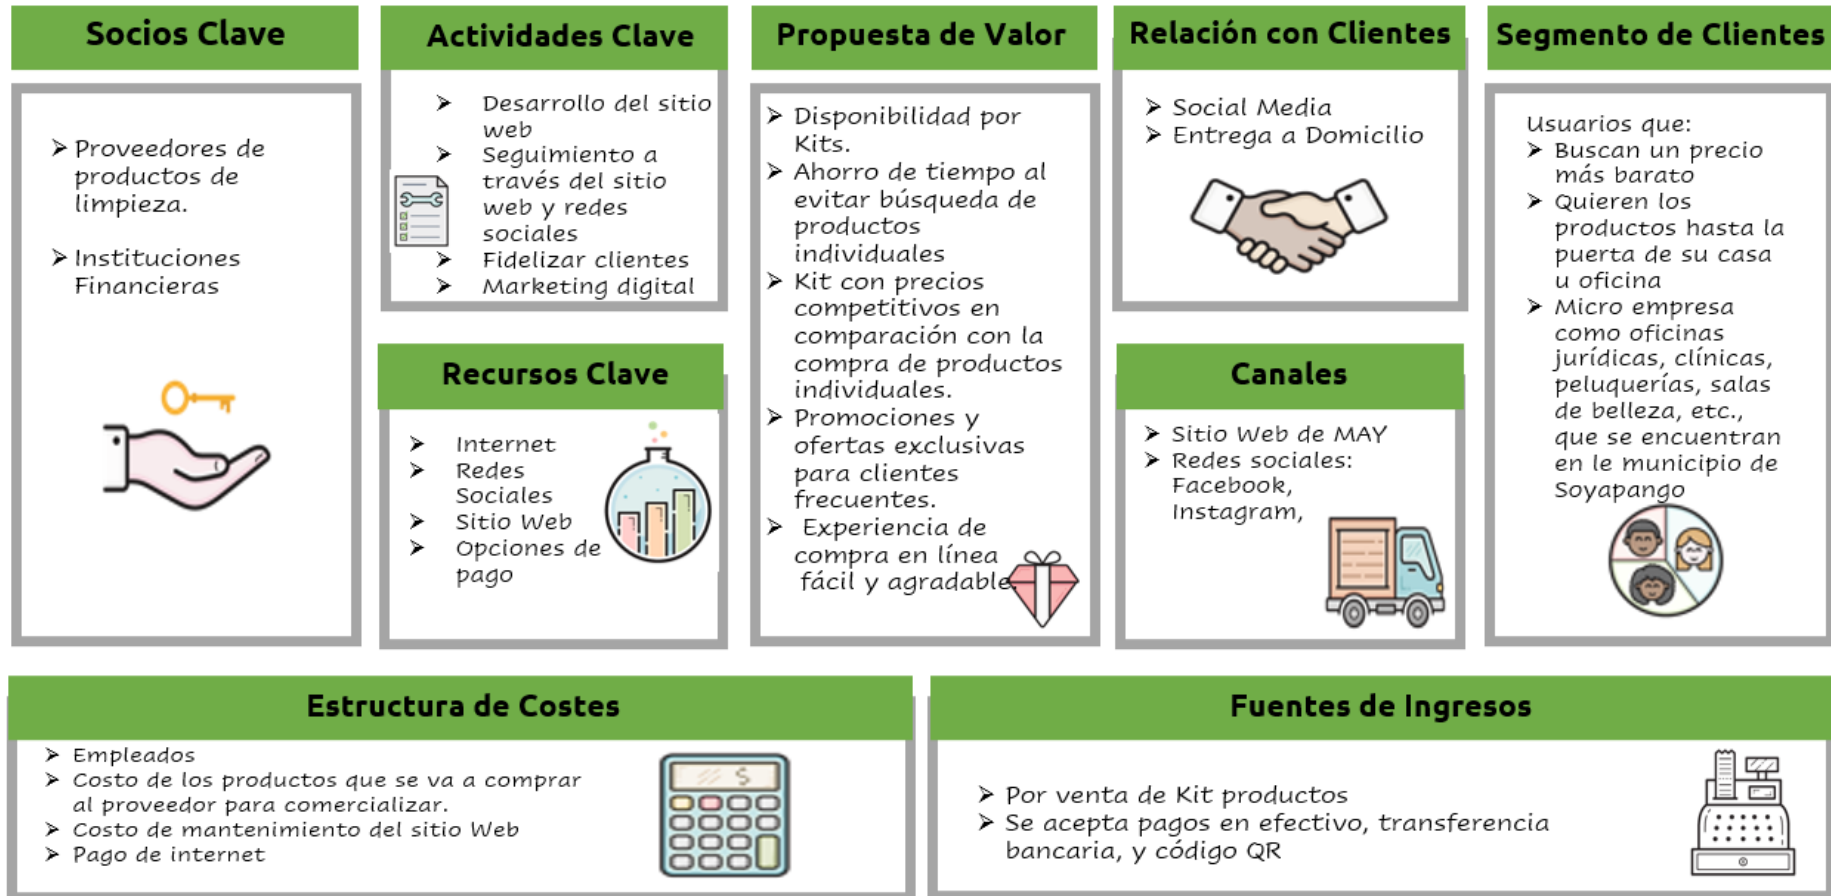 Socios Clave
Proveedores de
productos de
limpieza.
Instituciones
Financieras
Actividades Clave
Desarrollo del sitio
web
Seguimiento a
través del sitio
web y redes
sociales
Fidelizar clientes
Marketing digital
Recursos Clave
Internet
Redes
Sociales
Sitio Web
Opciones de
pago
Propuesta de Valor
Disponibilidad por
Kits.
Ahorro de tiempo al
evitar búsqueda de
productos
individuales
Kit con precios
competitivos en
comparación con la
compra de productos
individuales.
Promociones y
ofertas exclusivas
para clientes
frecuentes.
Experiencia de
compra en línea
fácil y agradable.
Relación con Clientes
Social Media
Entrega a Domicilio
Canales
Sitio Web de MAY
Redes sociales:
Facebook,
Instagram,
Segmento de Clientes
Usuarios que:
Buscan un precio
más barato
Quieren los
productos hasta la
puerta de su casa
u oficina
Micro empresa
como oficinas
jurídicas, clínicas,
peluquerías, salas
de belleza, etc.,
que se encuentran
en le municipio de
Soyapango
Estructura de Costes
Empleados
Costo de los productos que se va a comprar
al proveedor para comercializar.
Costo de mantenimiento del sitio Web
Pago de internet
$
Fuentes de Ingresos
Por venta de Kit productos
Se acepta pagos en efectivo, transferencia
bancaria, y código QR